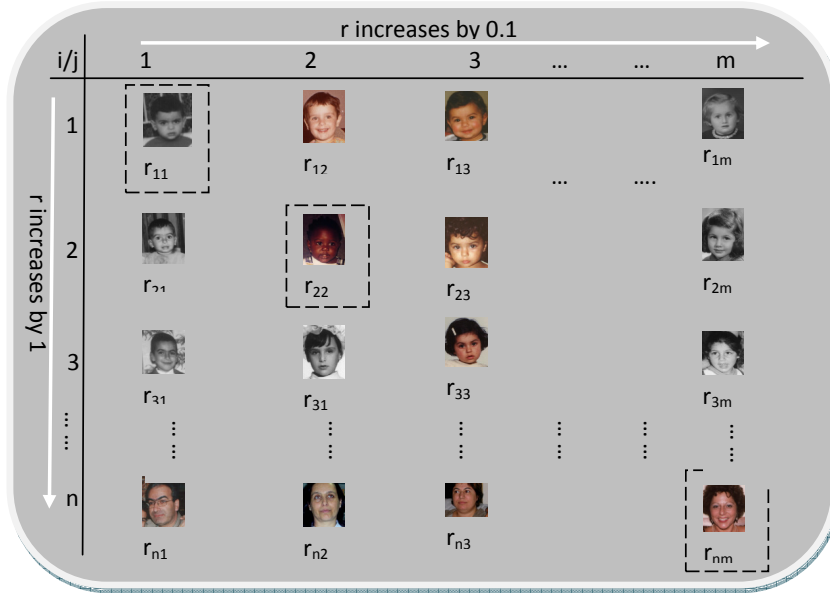 r increases by 0.1
i/j 1 2 3 ... ... m
1
r11 r12 r13 r1m
... ....
r increases by 1
2
r21 r22 r23 r2m
3
r31 r31 r33 r3m
... ... ... ... ... ... ... ...
... ... ... ... ... ... ...
n
rn1 rn2 rn3 rnm